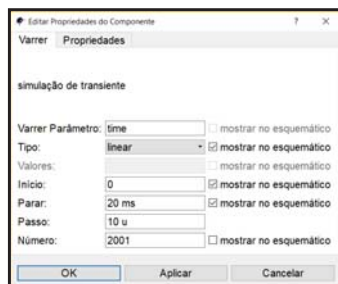 Editar Propriedades do Componente ? ×
Varrer Propriedades
simulação de transiente
Varrer Parâmetro: time mostrar no esquemático
Tipo: linear mostrar no esquemático
Valores: mostrar no esquemático
Início: 0 mostrar no esquemático
Parar: 20 ms mostrar no esquemático
Passo: 10 u
Número: 2001 mostrar no esquemático
OK Aplicar Cancelar